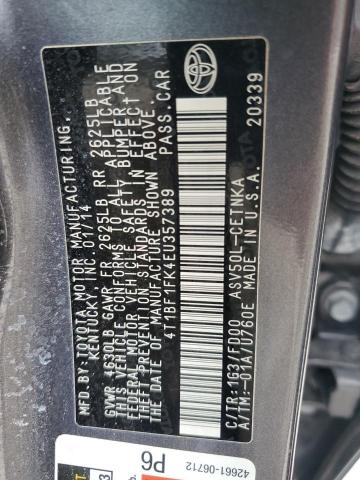 MFD. BY: TOYOTA MOTOR MANUFACTURING,
KENTUCKY, INC. 01/14
GVWR 4630LB GAWR FR 2625LB RR 2625LB
THIS VEHICLE CONFORMS TO ALL APPLICABLE
FEDERAL MOTOR VEHICLE SAFETY, BUMPER, AND
THEFT PREVENTION STANDARDS IN EFFECT ON
THE DATE OF MANUFACTURE SHOWN ABOVE.
4T1BF1FK4EU357389 PASS.CAR
C/TR:1G3/FD00 ASV50L-CETNKA
A/TM:-01A/U760E MADE IN U.S.A. 20339
P6
42661-06712